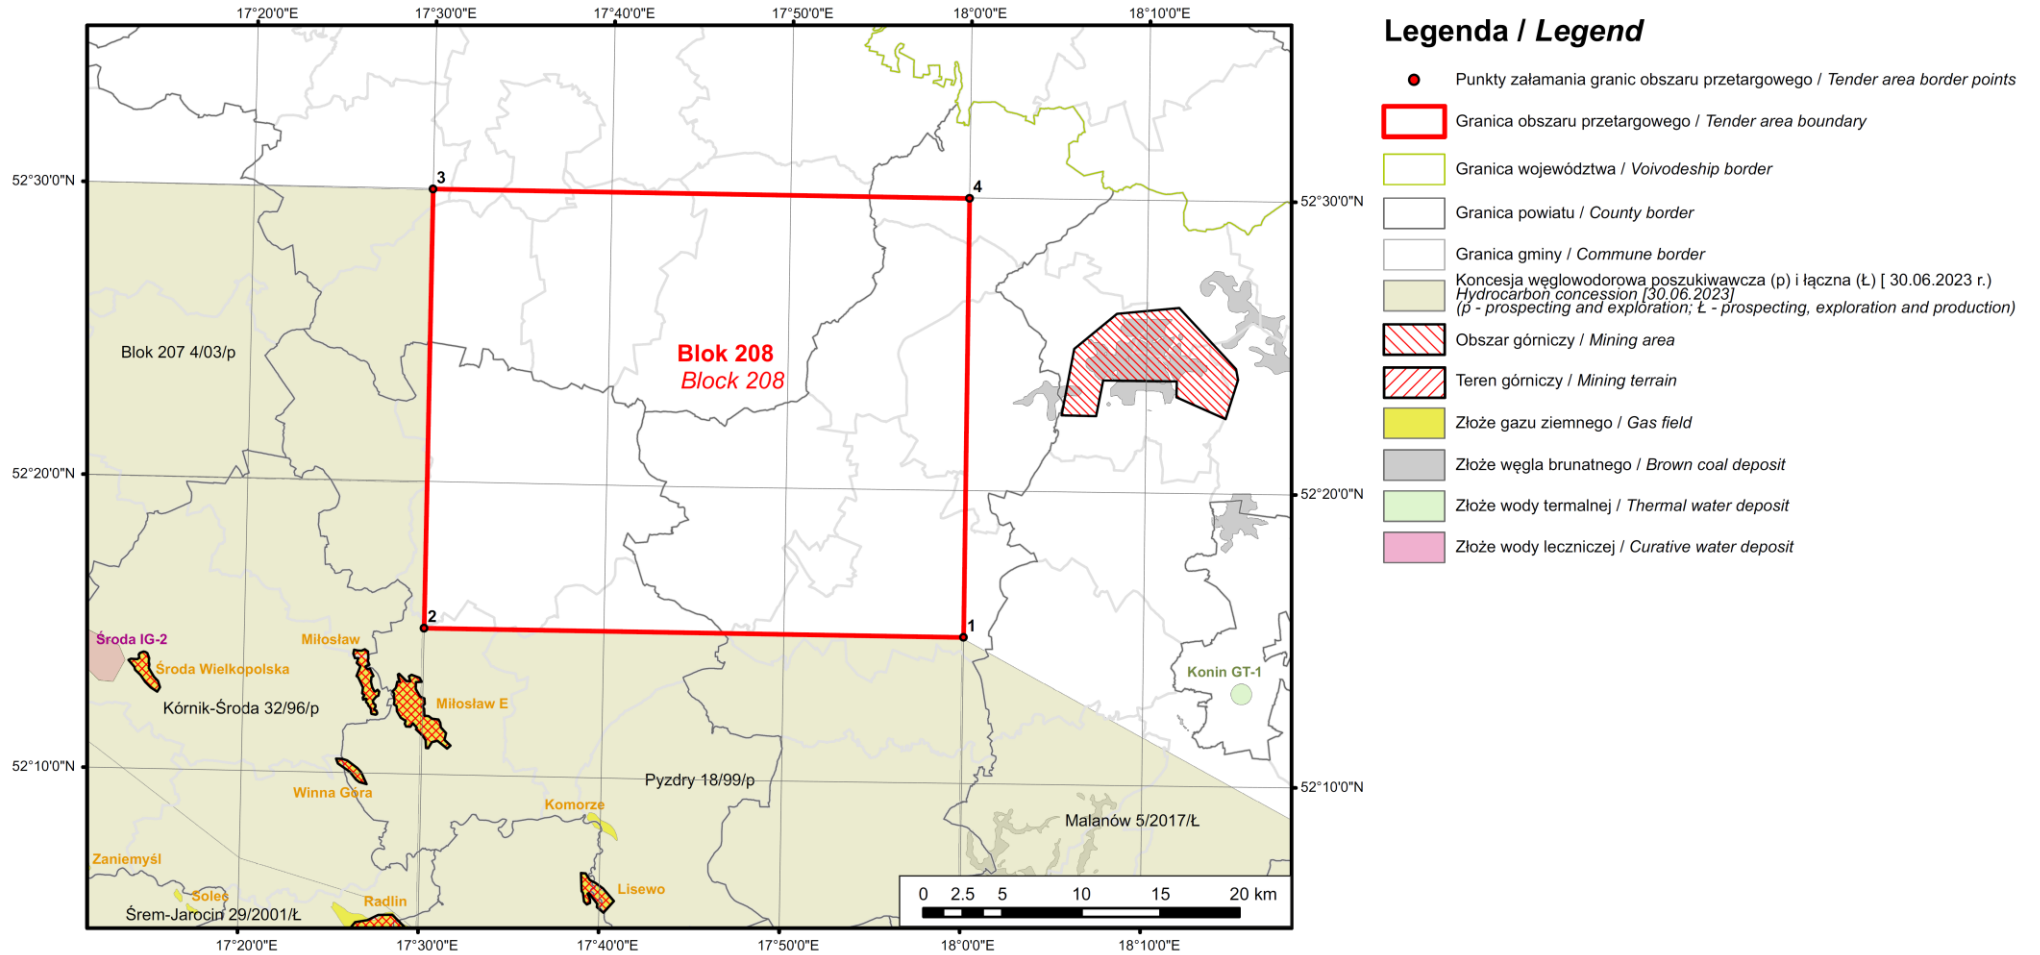 17°20'0"E
17°30'0"E
17°40'0"E
17°50'0"E
18°0'0"E
18°10'0"E
52°30'0"N
52°20'0"N
52°10'0"N
52°30'0"N
52°20'0"N
52°10'0"N
3
4
2
1
Blok 208
Block 208
Blok 207 4/03/p
Środa IG-2
Środa Wielkopolska
Miłosław
Kórnik-Środa 32/96/p
Miłosław E
Konin GT-1
Winna Góra
Pyzdry 18/99/p
Komorze
Malanów 5/2017/Ł
Zaniemyśl
Solec
Radlin
Lisewo
Śrem-Jarocin 29/2001/Ł
0 2.5 5 10 15 20 km
17°20'0"E
17°30'0"E
17°40'0"E
17°50'0"E
18°0'0"E
18°10'0"E
Legenda / Legend
Punkty załamania granic obszaru przetargowego / Tender area border points
Granica obszaru przetargowego / Tender area boundary
Granica województwa / Voivodeship border
Granica powiatu / County border
Granica gminy / Commune border
Koncesja węglowodorowa poszukiwawcza (p) i łączna (Ł) [ 30.06.2023 r.)
Hydrocarbon concession [30.06.2023]
(p - prospecting and exploration; Ł - prospecting, exploration and production)
Obszar górniczy / Mining area
Teren górniczy / Mining terrain
Złoże gazu ziemnego / Gas field
Złoże węgla brunatnego / Brown coal deposit
Złoże wody termalnej / Thermal water deposit
Złoże wody leczniczej / Curative water deposit